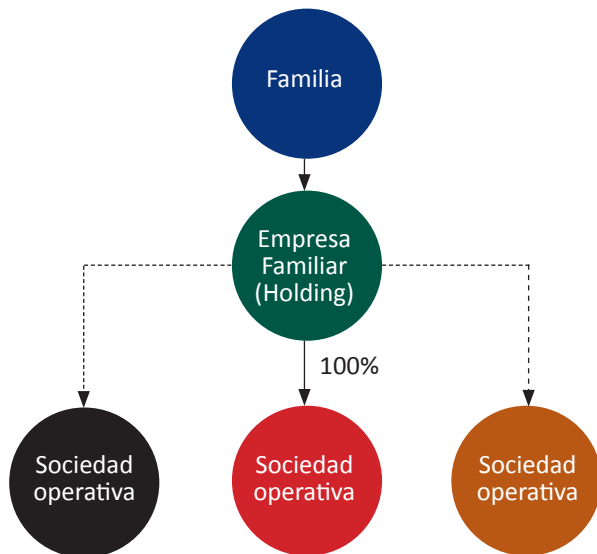 Familia
Empresa
Familiar
(Holding)
100%
Sociedad
operativa
Sociedad
operativa
Sociedad
operativa